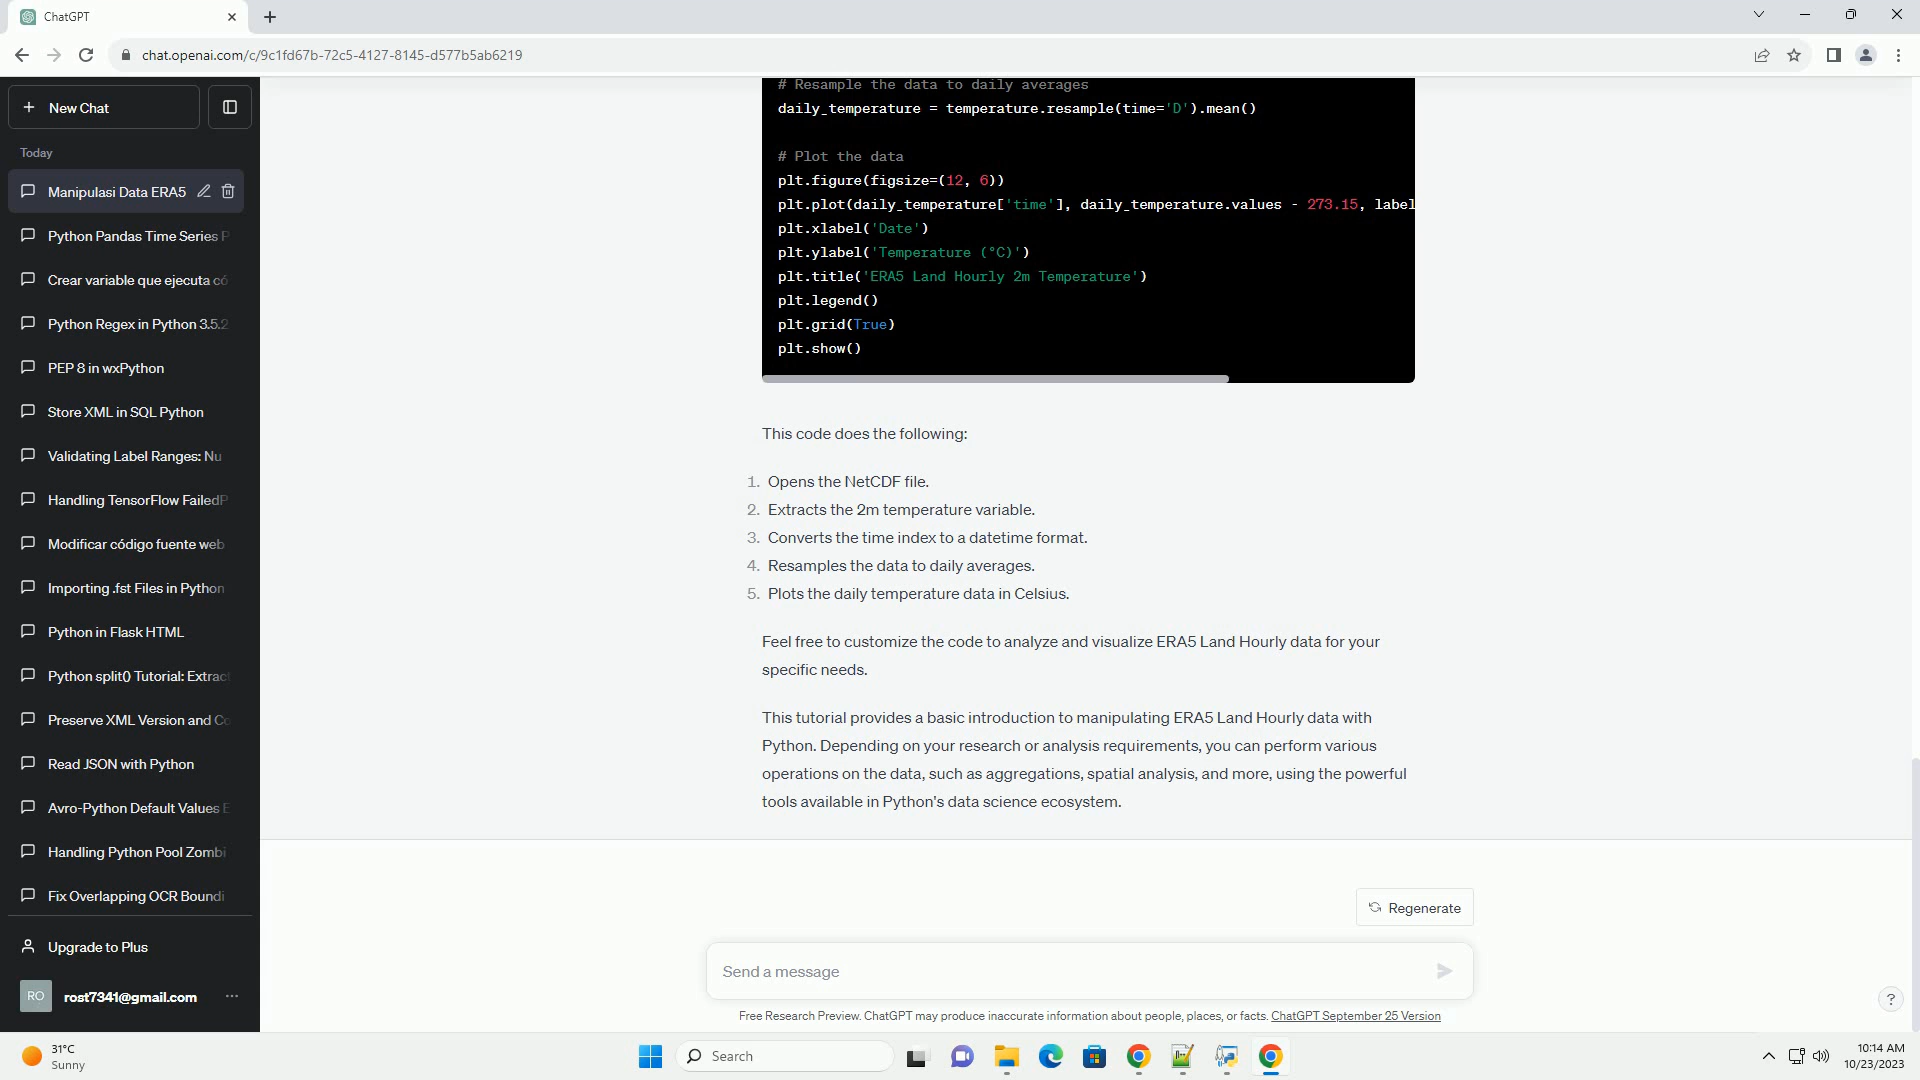 ChatGPT
chat.openai.com/c/9c1fd67b-72c5-4127-8145-d577b5ab6219
New Chat
Today
Manipulasi Data ERA5
Python Pandas Time Series P
Crear variable que ejecuta có
Python Regex in Python 3.5.2
PEP 8 in wxPython
Store XML in SQL Python
Validating Label Ranges: Nu
Handling TensorFlow FailedP
Modificar código fuente web
Importing .fst Files in Python
Python in Flask HTML
Python split() Tutorial: Extract
Preserve XML Version and Co
Read JSON with Python
Avro-Python Default Values E
Handling Python Pool Zombi
Fix Overlapping OCR Boundi
Upgrade to Plus
RO rost7341@gmail.com
# Resample the data to daily averages
daily_temperature = temperature.resample(time='D').mean()
# Plot the data
plt.figure(figsize=(12, 6))
plt.plot(daily_temperature['time'], daily_temperature.values - 273.15, label
plt.xlabel('Date')
plt.ylabel('Temperature (°C)')
plt.title('ERA5 Land Hourly 2m Temperature')
plt.legend()
plt.grid(True)
plt.show()
This code does the following:
1. Opens the NetCDF file.
2. Extracts the 2m temperature variable.
3. Converts the time index to a datetime format.
4. Resamples the data to daily averages.
5. Plots the daily temperature data in Celsius.
Feel free to customize the code to analyze and visualize ERA5 Land Hourly data for your
specific needs.
This tutorial provides a basic introduction to manipulating ERA5 Land Hourly data with
Python. Depending on your research or analysis requirements, you can perform various
operations on the data, such as aggregations, spatial analysis, and more, using the powerful
tools available in Python's data science ecosystem.
Regenerate
Send a message
Free Research Preview. ChatGPT may produce inaccurate information about people, places, or facts. ChatGPT September 25 Version
?
31°C
Sunny
Search
10:14 AM
10/23/2023